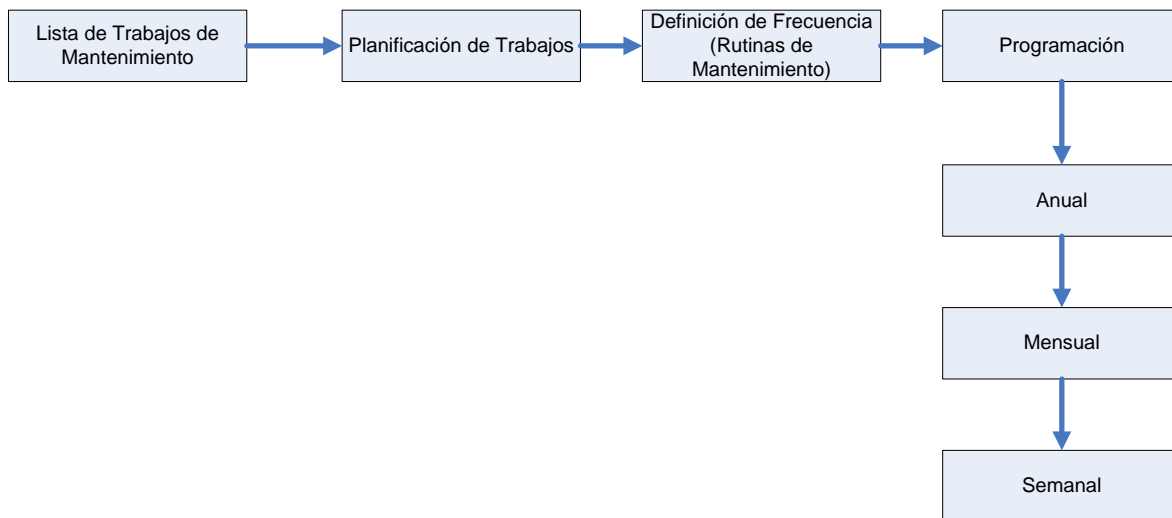 Lista de Trabajos de
Mantenimiento
Planificación de Trabajos
Definición de Frecuencia
(Rutinas de
Mantenimiento)
Programación
Anual
Mensual
Semanal